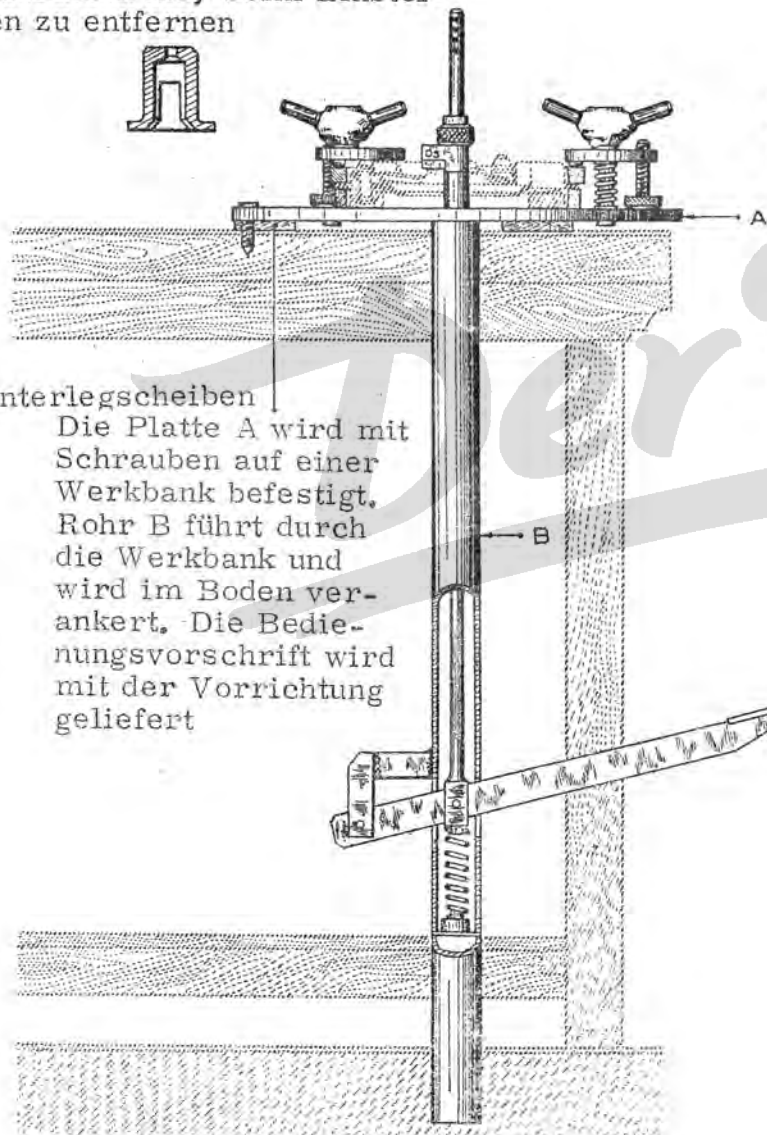 en zu entfernen
A
nterlegscheiben
Die Platte A wird mit
Schrauben auf einer
Werkbank befestigt.
Rohr B führt durch
die Werkbank und
wird im Boden ver-
ankert. Die Bedie-
nungsvorschrift wird
mit der Vorrichtung
geliefert
B
Der